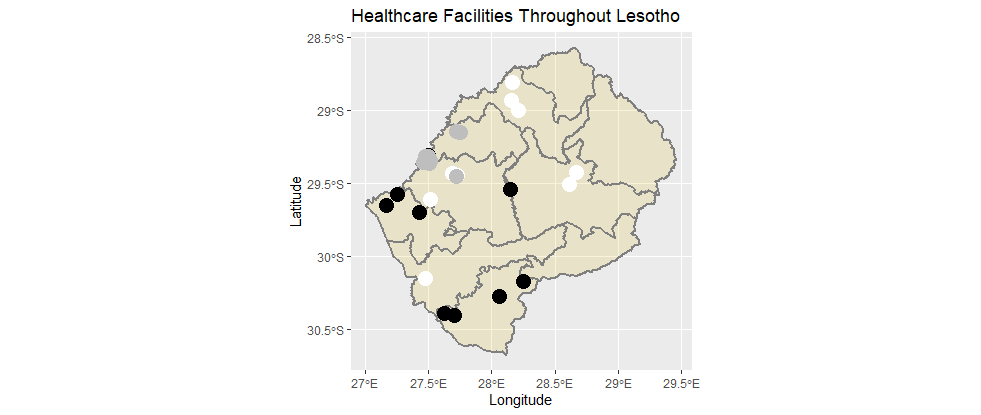 Healthcare Facilities Throughout Lesotho
28.5°S
29°S
29.5°S
30°S
30.5°S
Latitude
27°E 27.5°E 28°E 28.5°E 29°E 29.5°E
Longitude